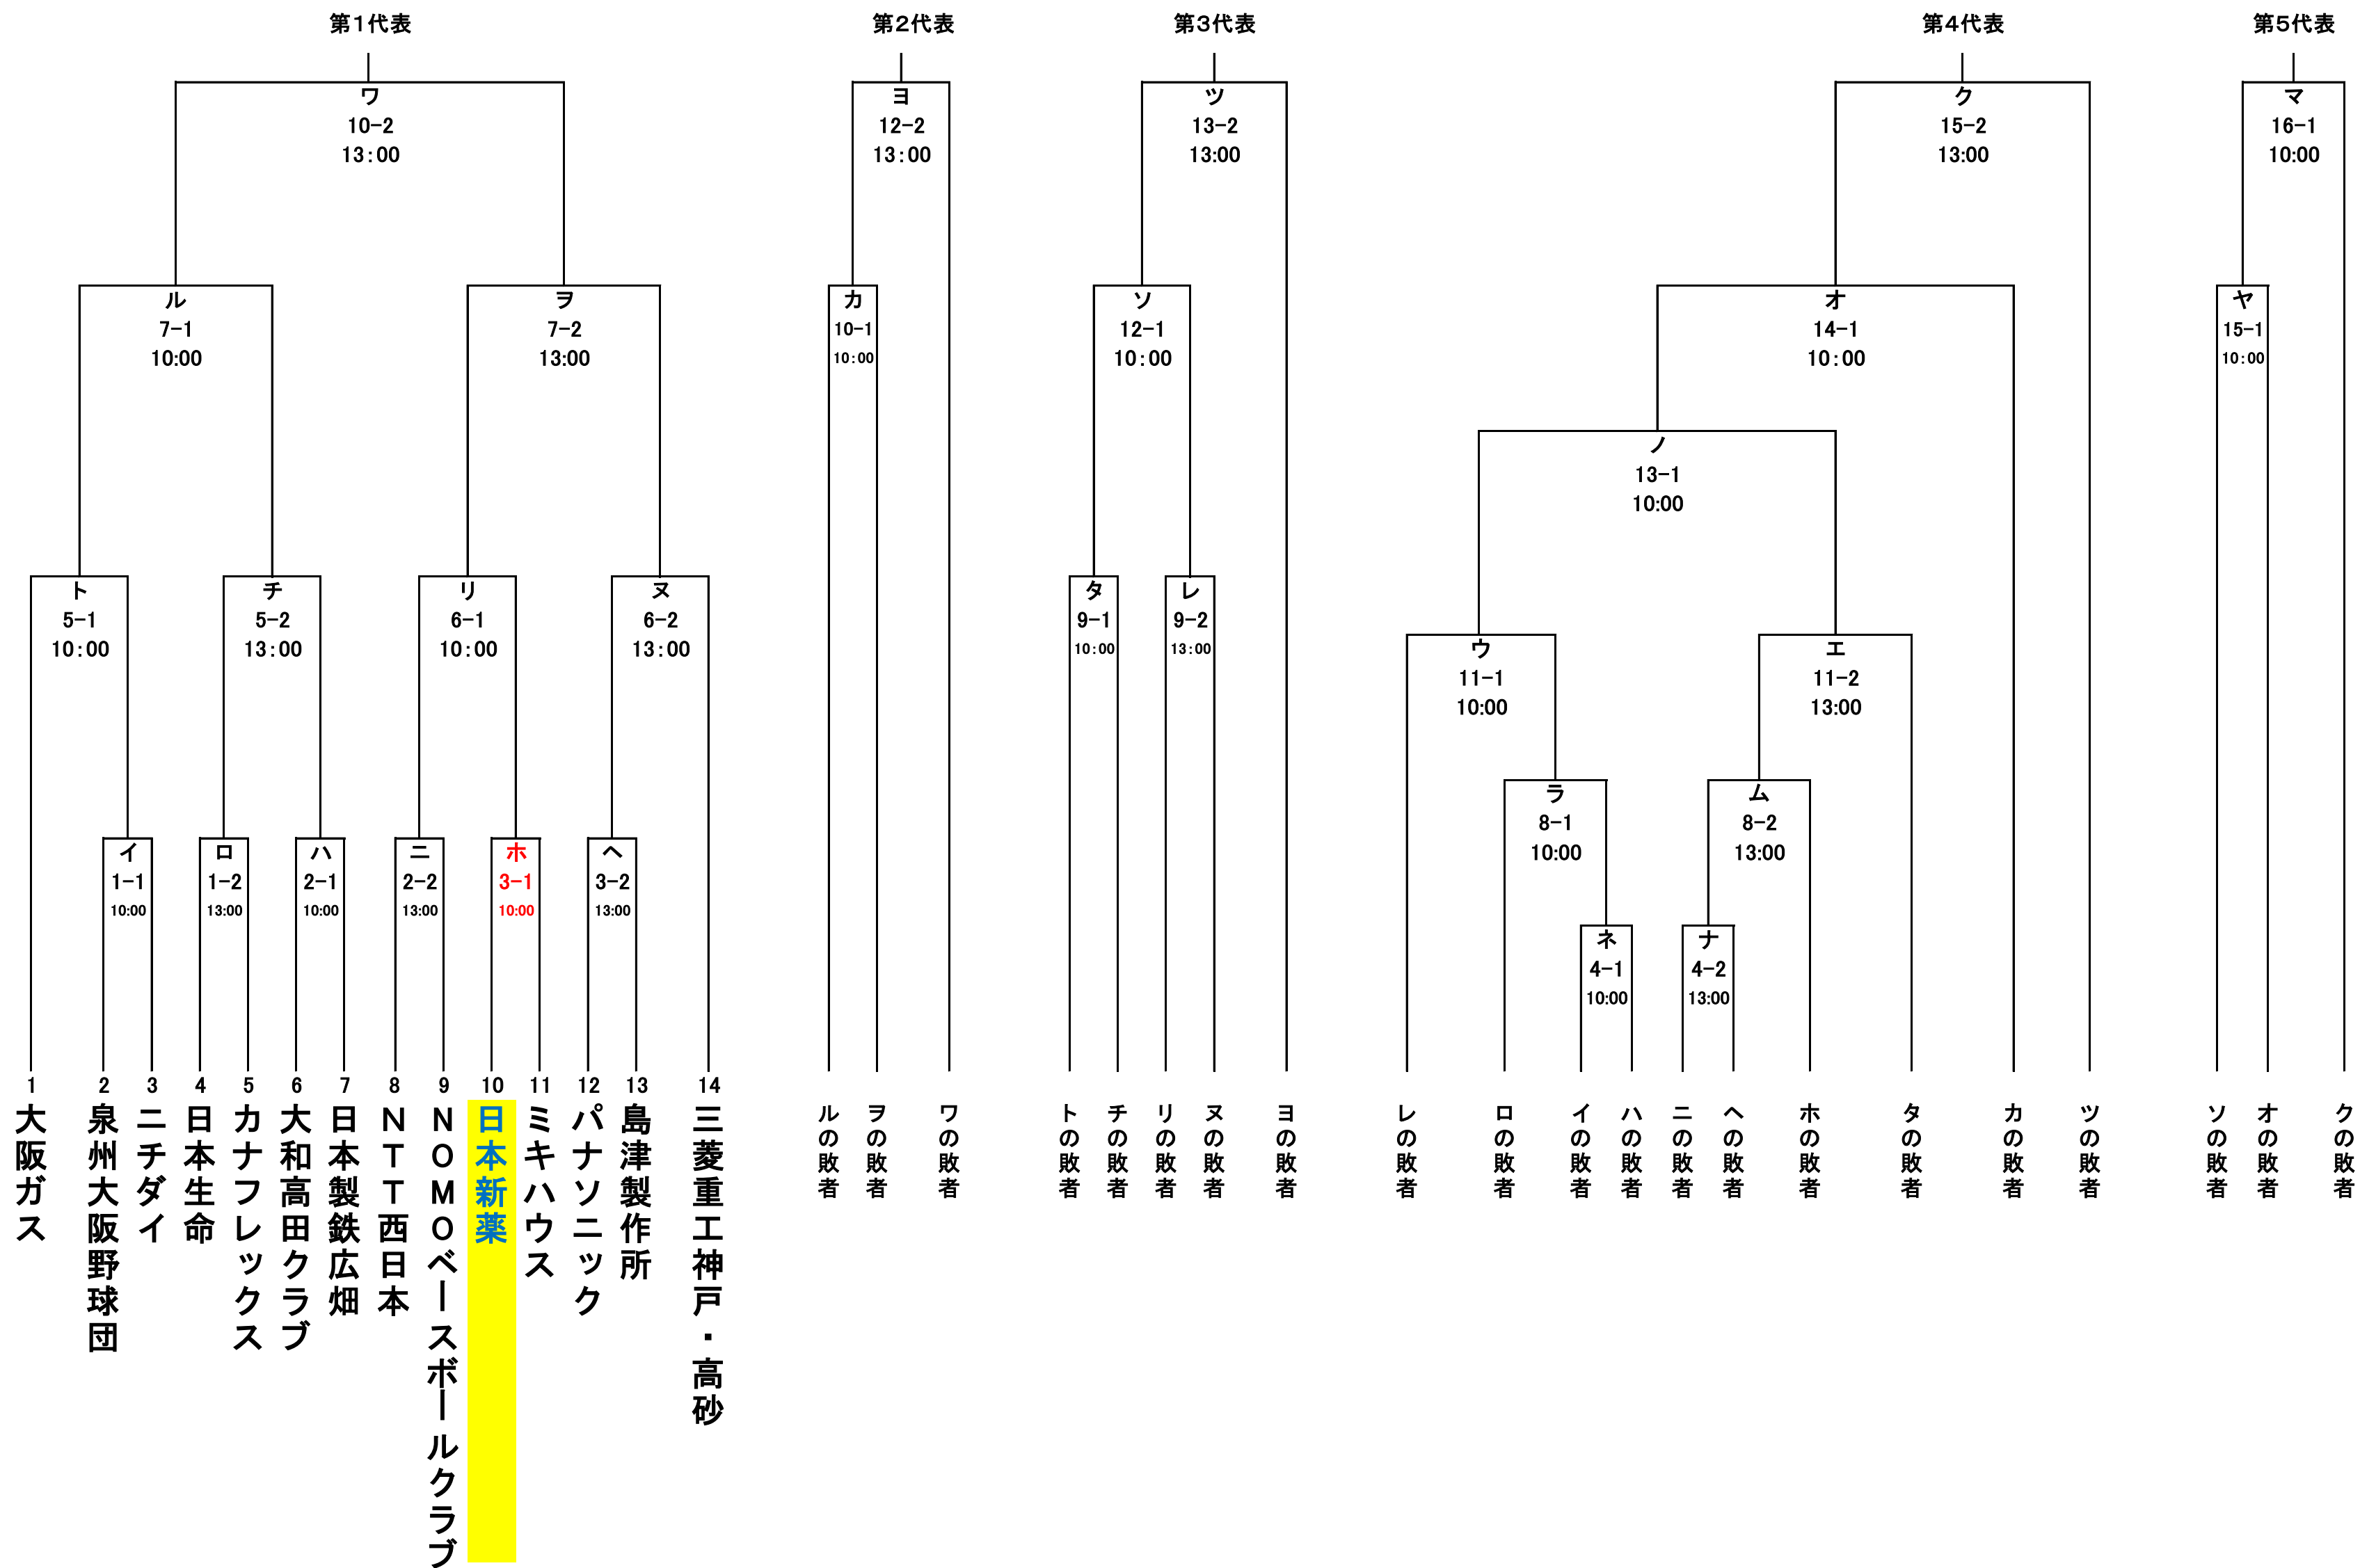 第1代表
第2代表
第3代表
第4代表
第5代表
ワ
10-2
13:00
ヨ
12-2
13:00
ツ
13-2
13:00
ク
15-2
13:00
マ
16-1
10:00
ル
7-1
10:00
ヲ
7-2
13:00
カ
10-1
10:00
ソ
12-1
10:00
オ
14-1
10:00
ヤ
15-1
10:00
ノ
13-1
10:00
ト
5-1
10:00
チ
5-2
13:00
リ
6-1
10:00
ヌ
6-2
13:00
タ
9-1
10:00
レ
9-2
13:00
ウ
11-1
10:00
エ
11-2
13:00
ラ
8-1
10:00
ム
8-2
13:00
イ
1-1
10:00
ロ
1-2
13:00
ハ
2-1
10:00
ニ
2-2
13:00
ホ
3-1
10:00
ヘ
3-2
13:00
ネ
4-1
10:00
ナ
4-2
13:00
1
大阪ガス
2
泉州大阪野球団
3
ニチダイ
4
日本生命
5
カナフレックス
6
大和高田クラブ
7
日本製鉄広畑
8
NTT西日本
9
NOMOベースボールクラブ
10
日本新薬
11
ミキハウス
12
パナソニック
13
島津製作所
14
三菱重工神戸・高砂
ルの敗者
ヲの敗者
ワの敗者
トの敗者
チの敗者
リの敗者
ヌの敗者
ヨの敗者
レの敗者
ロの敗者
イの敗者
ハの敗者
ニの敗者
ヘの敗者
ホの敗者
タの敗者
カの敗者
ツの敗者
ソの敗者
オの敗者
クの敗者